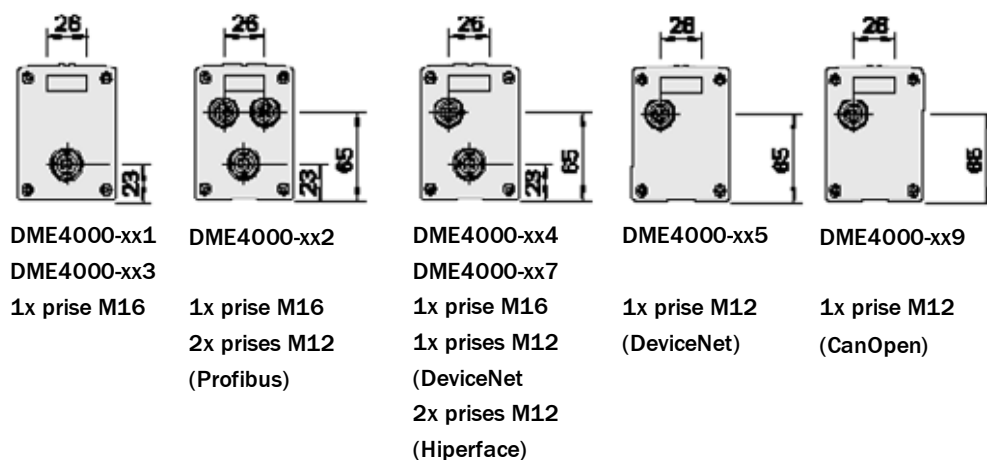 26
23
DME4000-xx1
DME4000-xx3
1x prise M16
26
65
23
DME4000-xx2
1x prise M16
2x prises M12
(Profibus)
26
65
23
DME4000-xx4
DME4000-xx7
1x prise M16
1x prises M12
(DeviceNet
2x prises M12
(Hiperface)
26
65
DME4000-xx5
1x prise M12
(DeviceNet)
26
65
DME4000-xx9
1x prise M12
(CanOpen)